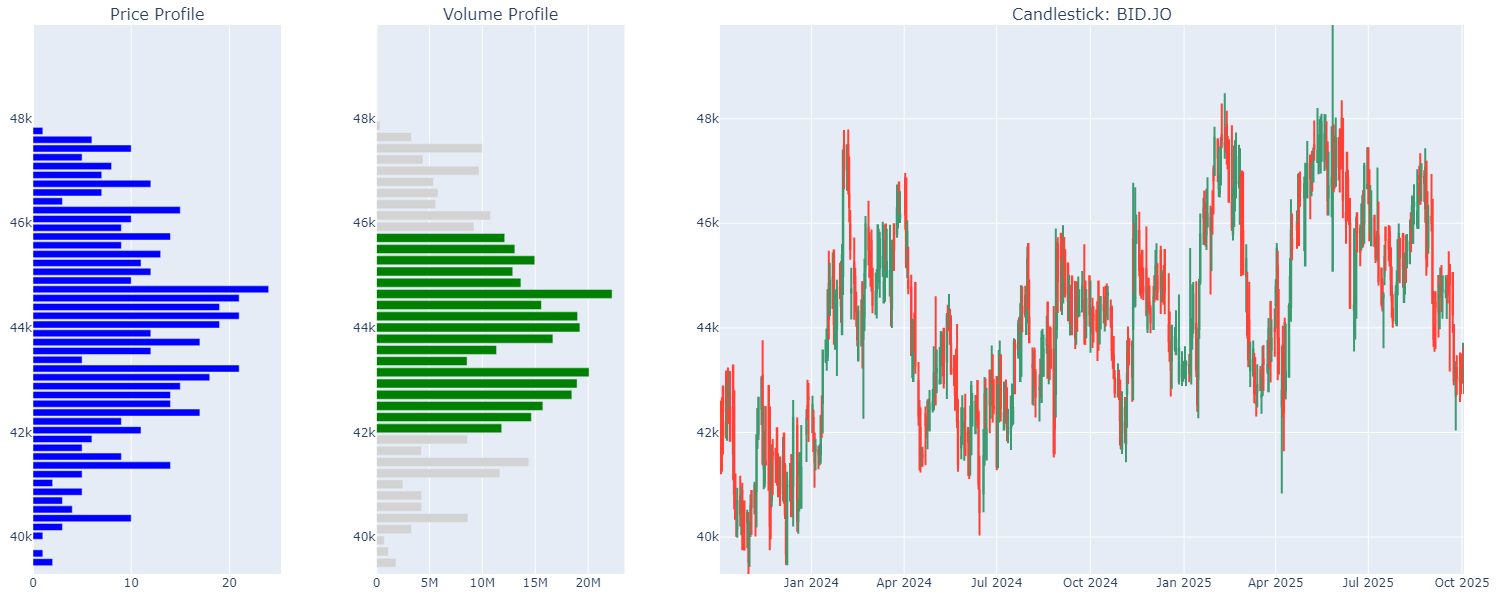 Price Profile
Volume Profile
Candlestick: BID.JO
48k
46k
44k
42k
40k
0
10
20
48k
46k
44k
42k
40k
0
5M
10M
15M
20M
48k
46k
44k
42k
40k
Jan 2024
Apr 2024
Jul 2024
Oct 2024
Jan 2025
Apr 2025
Jul 2025
Oct 2025